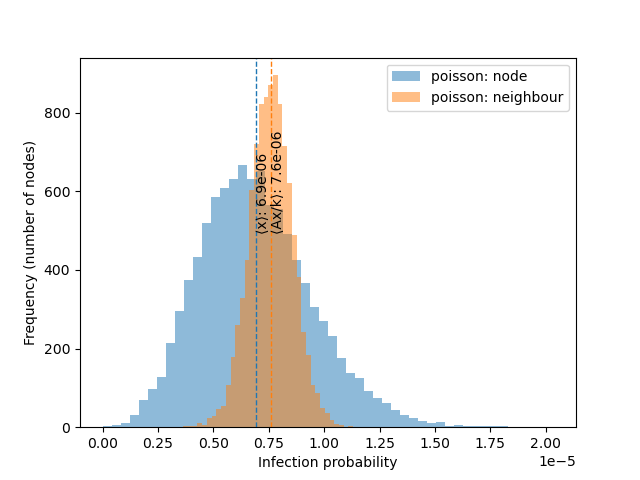 poisson: node
poisson: neighbour
Frequency (number of nodes)
800
600
400
200
0
⟨x⟩: 6.9e-06
⟨Ax/k⟩: 7.6e-06
0.00 0.25 0.50 0.75 1.00 1.25 1.50 1.75 2.00
1e−5
Infection probability